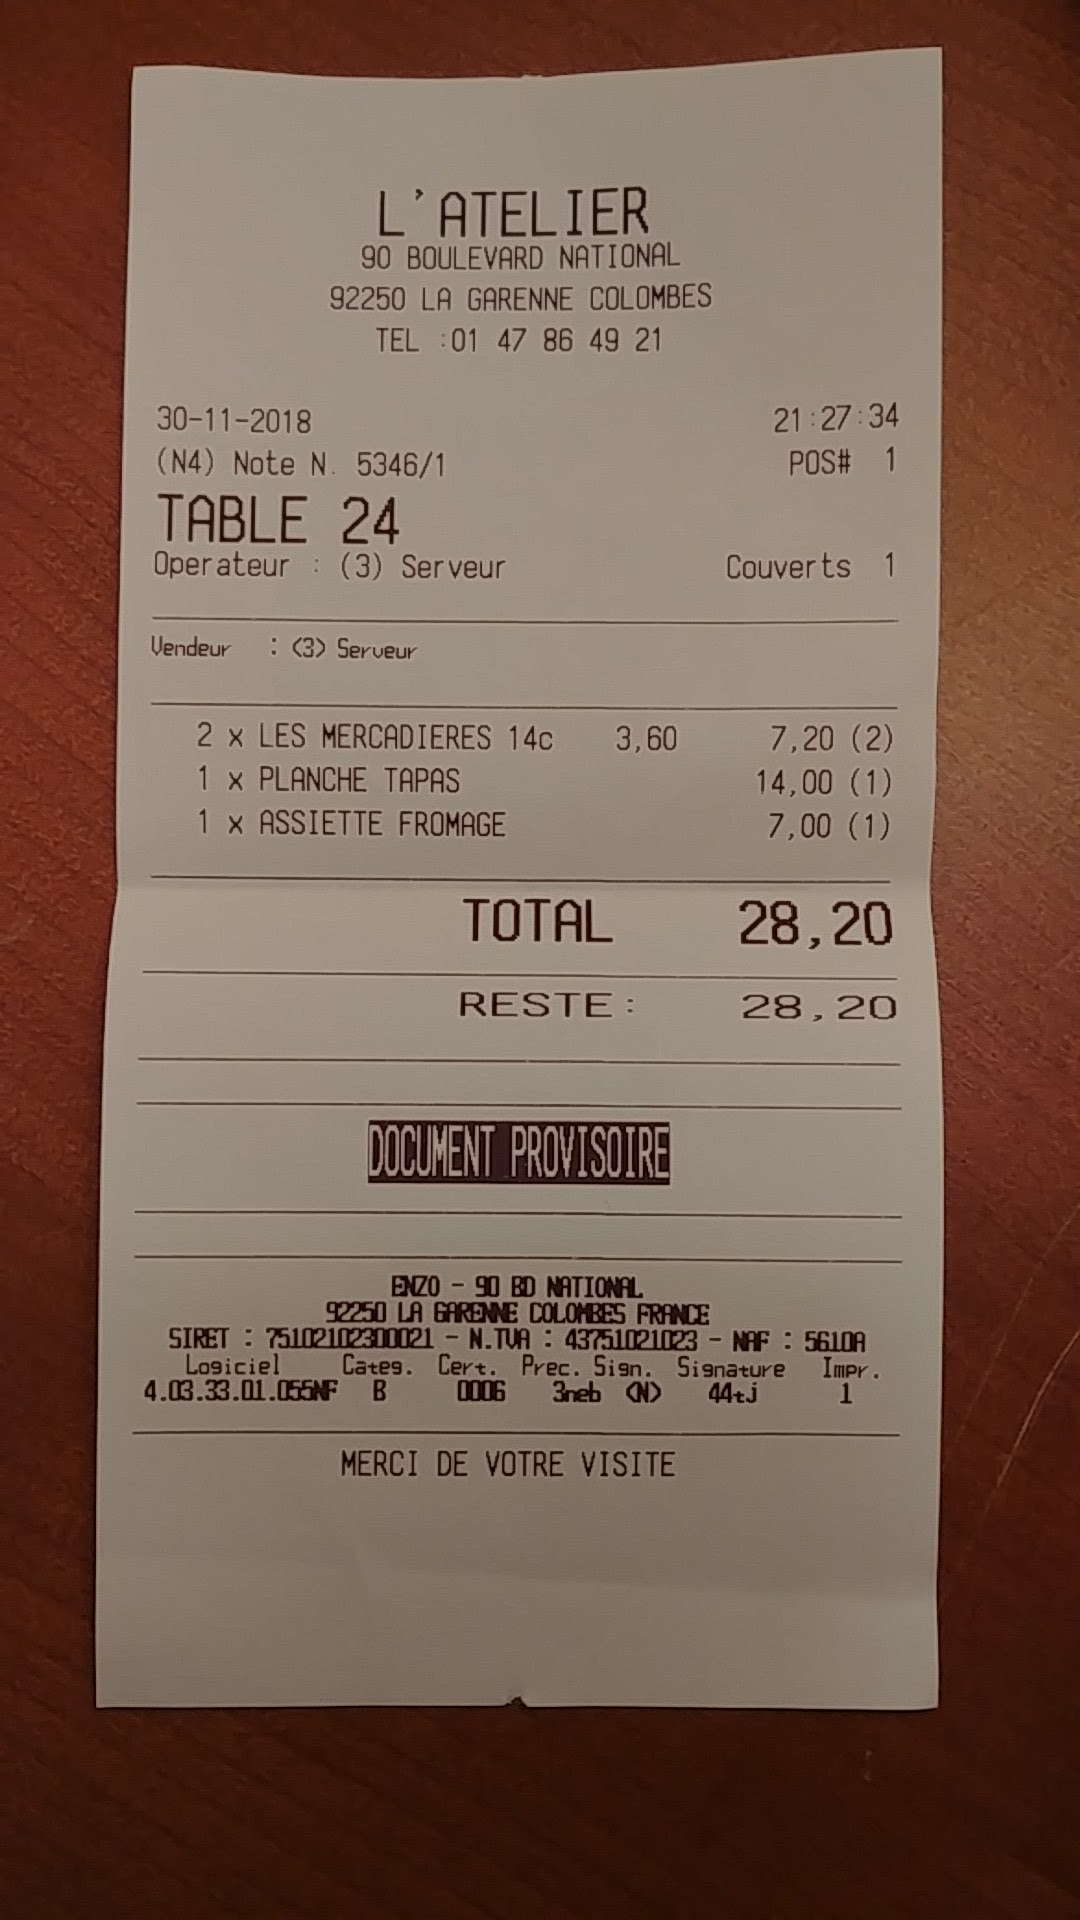 L'ATELIER
90 BOULEVARD NATIONAL
92250 LA GARENNE COLOMBES
TEL :01 47 86 49 21
30-11-2018 21:27:34
(N4) Note N. 5346/1 POS# 1
TABLE 24
Operateur : (3) Serveur Couverts 1
Vendeur : (3) Serveur
2 x LES MERCADIERES 14c 3,60 7,20 (2)
1 x PLANCHE TAPAS 14,00 (1)
1 x ASSIETTE FROMAGE 7,00 (1)
TOTAL 28,20
RESTE: 28,20
DOCUMENT PROVISOIRE
ENZO - 90 BD NATIONAL
92250 LA GARENNE COLOMBES FRANCE
SIRET : 75102102300021 - N.TVA : 43751021023 - NAF : 5610A
Logiciel Categ. Cert. Prec. Sign. Signature Impr.
4.03.33.01.055NF B 0006 3neb (N) 44tj 1
MERCI DE VOTRE VISITE